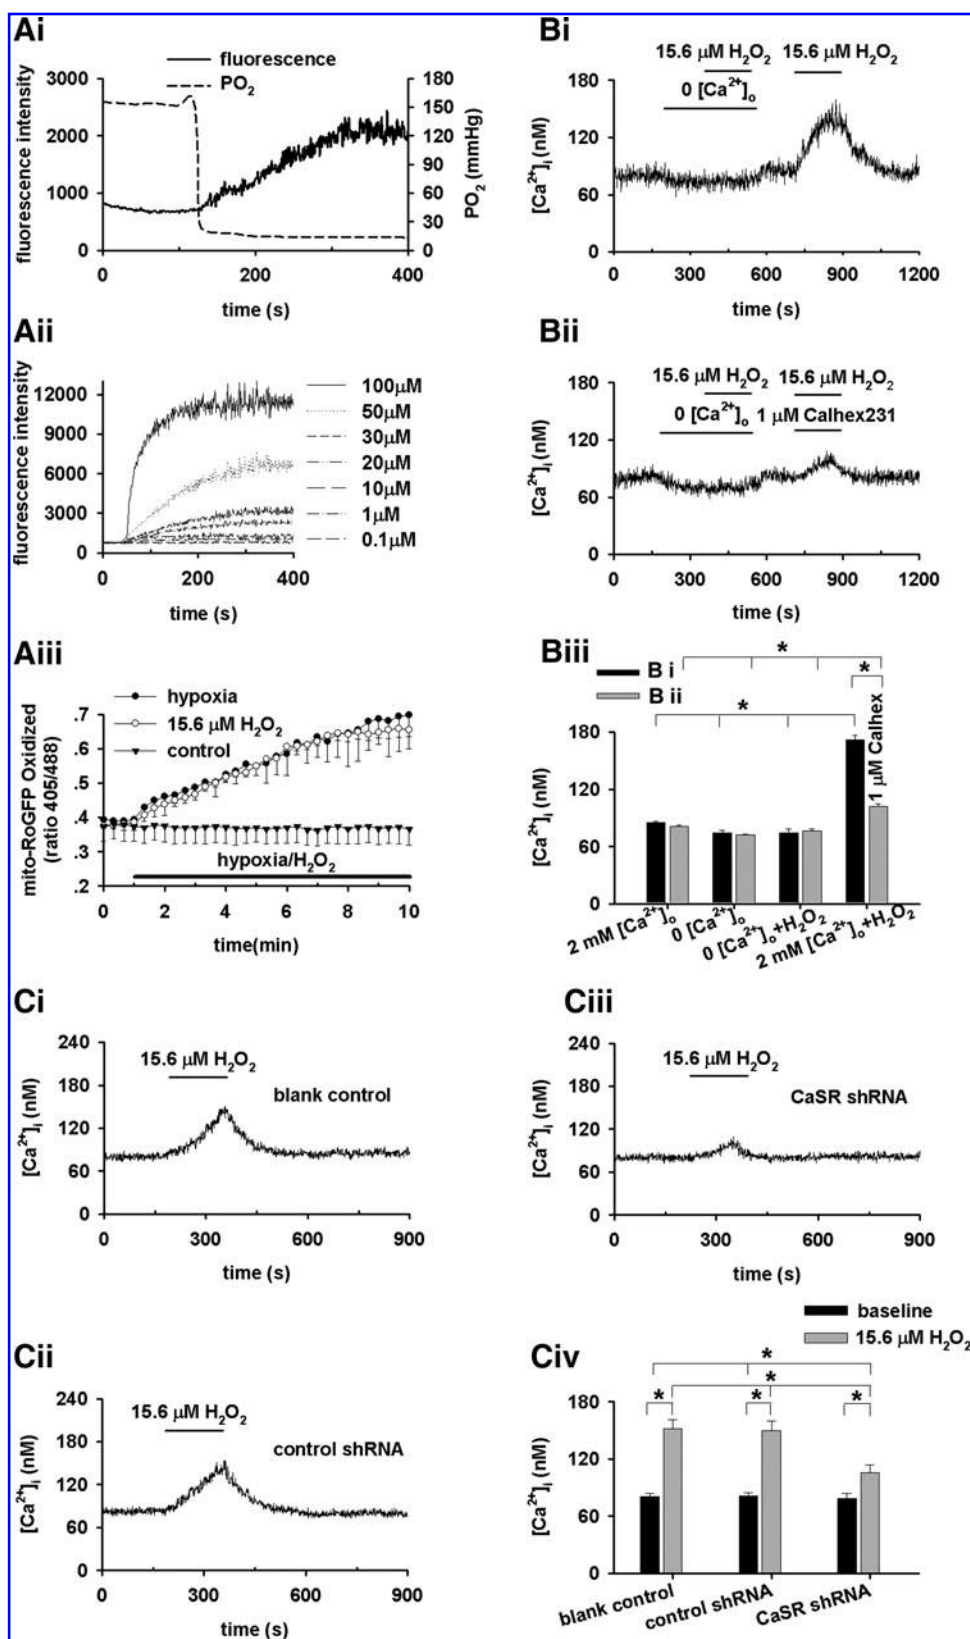 Ai
fluorescence
PO2
fluorescence intensity
3000
2000
1000
0
180
150
120
90
60
30
0
PO2 (mmHg)
0 200 400
time (s)
Bi
15.6 µM H2O2 15.6 µM H2O2
0 [Ca2+]o
[Ca2+]i (nM)
180
120
60
0
0 300 600 900 1200
time (s)
Aii
fluorescence intensity
12000
9000
6000
3000
0
100µM
50µM
30µM
20µM
10µM
1µM
0.1µM
0 200 400
time (s)
Bii
15.6 µM H2O2 15.6 µM H2O2
0 [Ca2+]o 1 µM Calhex231
[Ca2+]i (nM)
180
120
60
0
0 300 600 900 1200
time (s)
Aiii
hypoxia
15.6 µM H2O2
control
mito-RoGFP Oxidized
(ratio 405/488)
.7
.6
.5
.4
.3
.2
hypoxia/H2O2
0 2 4 6 8 10
time(min)
Biii
B i
B ii
*
*
*
1 µM Calhex
[Ca2+]i (nM)
180
120
60
0
2 mM [Ca2+]o
0 [Ca2+]o
0 [Ca2+]o+H2O2
2 mM [Ca2+]o+H2O2
Ci
15.6 µM H2O2
blank control
[Ca2+]i (nM)
240
180
120
60
0
0 300 600 900
time (s)
Ciii
15.6 µM H2O2
CaSR shRNA
[Ca2+]i (nM)
240
180
120
60
0
0 300 600 900
time (s)
Cii
15.6 µM H2O2
control shRNA
[Ca2+]i (nM)
240
180
120
60
0
0 300 600 900
time (s)
Civ
baseline
15.6 µM H2O2
*
*
* * *
[Ca2+]i (nM)
180
120
60
0
blank control
control shRNA
CaSR shRNA